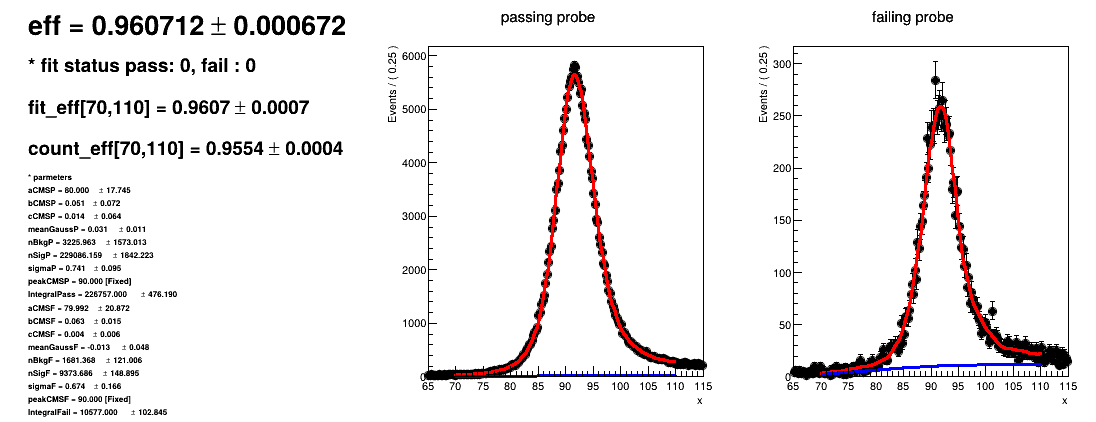 eff = 0.960712 ± 0.000672
* fit status pass: 0, fail : 0
fit_eff[70,110] = 0.9607 ± 0.0007
count_eff[70,110] = 0.9554 ± 0.0004
* parmeters
aCMSP = 80.000 ± 17.745
bCMSP = 0.051 ± 0.072
cCMSP = 0.014 ± 0.064
meanGaussP = 0.031 ± 0.011
nBkgP = 3225.963 ± 1573.013
nSigP = 229086.159 ± 1642.223
sigmaP = 0.741 ± 0.095
peakCMSP = 90.000 [Fixed]
IntegralPass = 226757.000 ± 476.190
aCMSF = 79.992 ± 20.872
bCMSF = 0.063 ± 0.015
cCMSF = 0.004 ± 0.006
meanGaussF = -0.013 ± 0.048
nBkgF = 1681.368 ± 121.006
nSigF = 9373.686 ± 148.895
sigmaF = 0.674 ± 0.166
peakCMSF = 90.000 [Fixed]
IntegralFail = 10577.000 ± 102.845
passing probe
Events / ( 0.25 )
6000
5000
4000
3000
2000
1000
0
65 70 75 80 85 90 95 100 105 110 115
x
failing probe
Events / ( 0.25 )
300
250
200
150
100
50
0
65 70 75 80 85 90 95 100 105 110 115
x